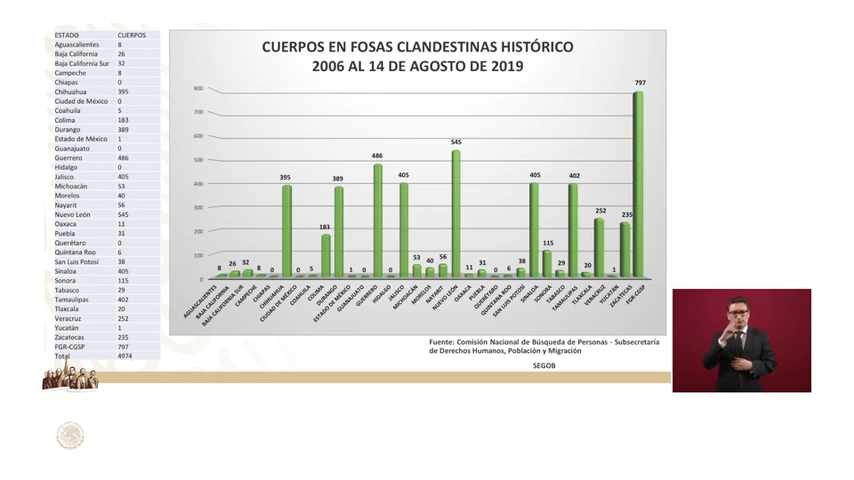 ESTADO CUERPOS
Aguascalientes 8
Baja California 26
Baja California Sur 32
Campeche 8
Chiapas 0
Chihuahua 395
Ciudad de México 0
Coahuila 5
Colima 183
Durango 389
Estado de México 1
Guanajuato 0
Guerrero 486
Hidalgo 0
Jalisco 405
Michoacán 53
Morelos 40
Nayarit 56
Nuevo León 545
Oaxaca 11
Puebla 31
Querétaro 0
Quintana Roo 6
San Luis Potosí 38
Sinaloa 405
Sonora 115
Tabasco 29
Tamaulipas 402
Tlaxcala 20
Veracruz 252
Yucatán 1
Zacatecas 235
FGR-CGSP 797
Total 4974
CUERPOS EN FOSAS CLANDESTINAS HISTÓRICO
2006 AL 14 DE AGOSTO DE 2019
800
700
600
500
400
300
200
100
0
8 26 32 8 0 395 0 5 183 389 1 0 486 0 405 53 40 56 545 11 31 0 6 38 405 115 29 402 20 252 1 235 797
AGUASCALIENTES
BAJA CALIFORNIA
BAJA CALIFORNIA SUR
CAMPECHE
CHIAPAS
CHIHUAHUA
CIUDAD DE MÉXICO
COAHUILA
COLIMA
DURANGO
ESTADO DE MÉXICO
GUANAJUATO
GUERRERO
HIDALGO
JALISCO
MICHOACÁN
MORELOS
NAYARIT
NUEVO LEÓN
OAXACA
PUEBLA
QUERÉTARO
QUINTANA ROO
SAN LUIS POTOSÍ
SINALOA
SONORA
TABASCO
TAMAULIPAS
TLAXCALA
VERACRUZ
YUCATÁN
ZACATECAS
FGR-CGSP
Fuente: Comisión Nacional de Búsqueda de Personas - Subsecretaría
de Derechos Humanos, Población y Migración
SEGOB